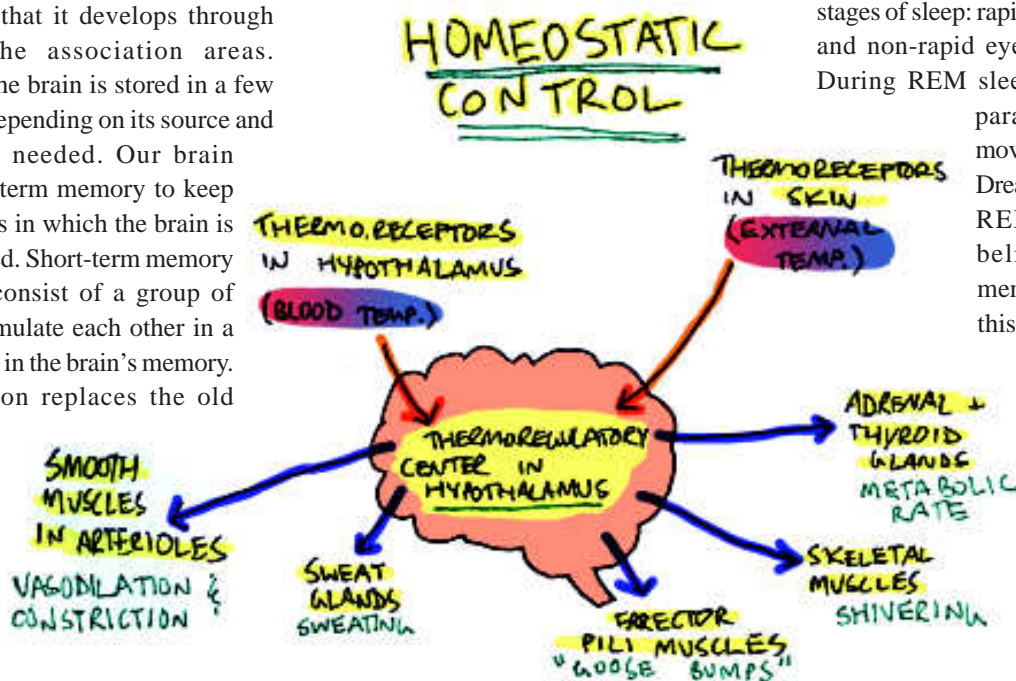 that it develops through
he association areas.
ne brain is stored in a few
epending on its source and
needed. Our brain
term memory to keep
s in which the brain is
d. Short-term memory
consist of a group of
mulate each other in a
in the brain's memory.
on replaces the old
HOMEOSTATIC
CONTROL
stages of sleep: rapi
and non-rapid eye
During REM slee
para
mov
Drea
REM
beli
mem
this
THERMORECEPTORS
IN HYPOTHALAMUS
(BLOOD TEMP.)
THERMORECEPTORS
IN SKIN
(EXTERNAL
TEMP.)
THERMOREGULATORY
CENTER IN
HYPOTHALAMUS
SMOOTH
MUSCLES
IN ARTERIOLES
VASODILATION &
CONSTRICTION
SWEAT
GLANDS
SWEATING
PILI MUSCLES
"GOOSE BUMPS"
SKELETAL
MUSCLES
SHIVERING
ADRENAL +
THYROID
GLANDS
METABOLIC
RATE